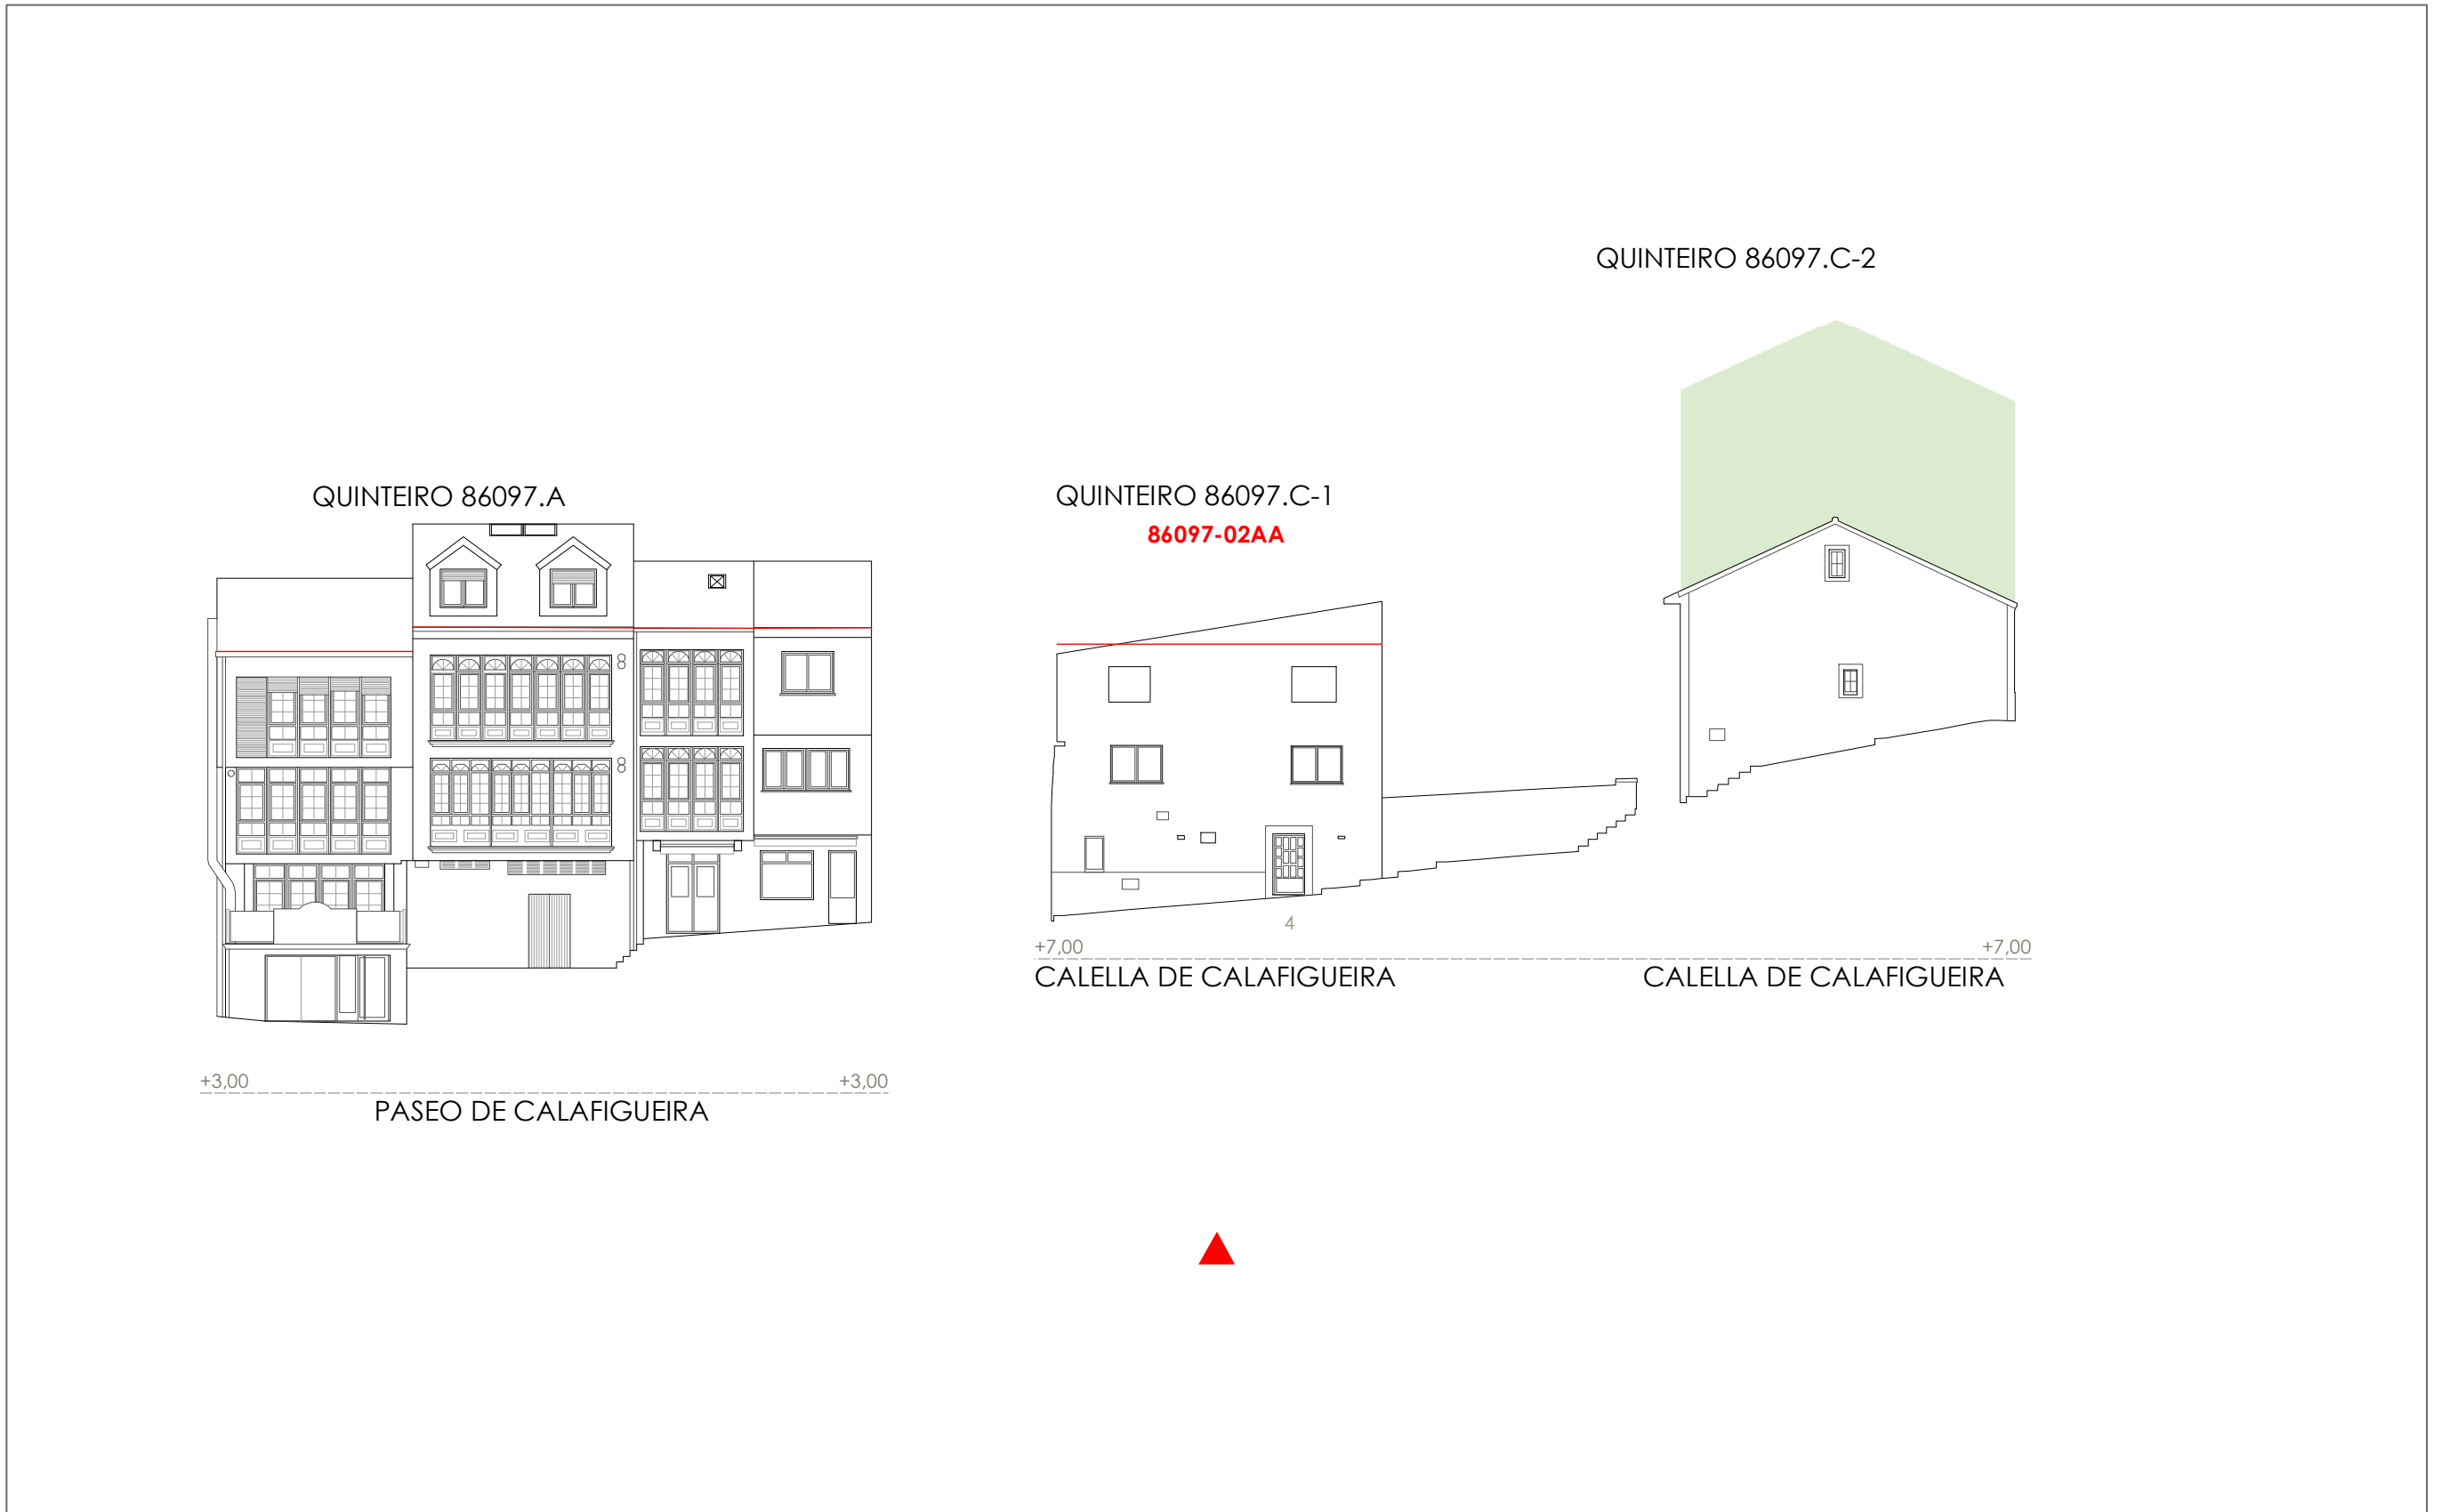 QUINTEIRO 86097.C-2
QUINTEIRO 86097.A
QUINTEIRO 86097.C-1
86097-02AA
4
+7,00
+7,00
CALELLA DE CALAFIGUEIRA
CALELLA DE CALAFIGUEIRA
+3,00
+3,00
PASEO DE CALAFIGUEIRA